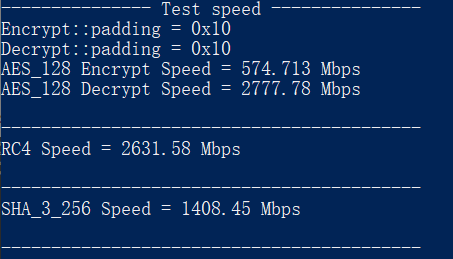 --------------- Test speed ---------------
Encrypt::padding = 0x10
Decrypt::padding = 0x10
AES_128 Encrypt Speed = 574.713 Mbps
AES_128 Decrypt Speed = 2777.78 Mbps
------------------------------------------
RC4 Speed = 2631.58 Mbps
------------------------------------------
SHA_3_256 Speed = 1408.45 Mbps
------------------------------------------